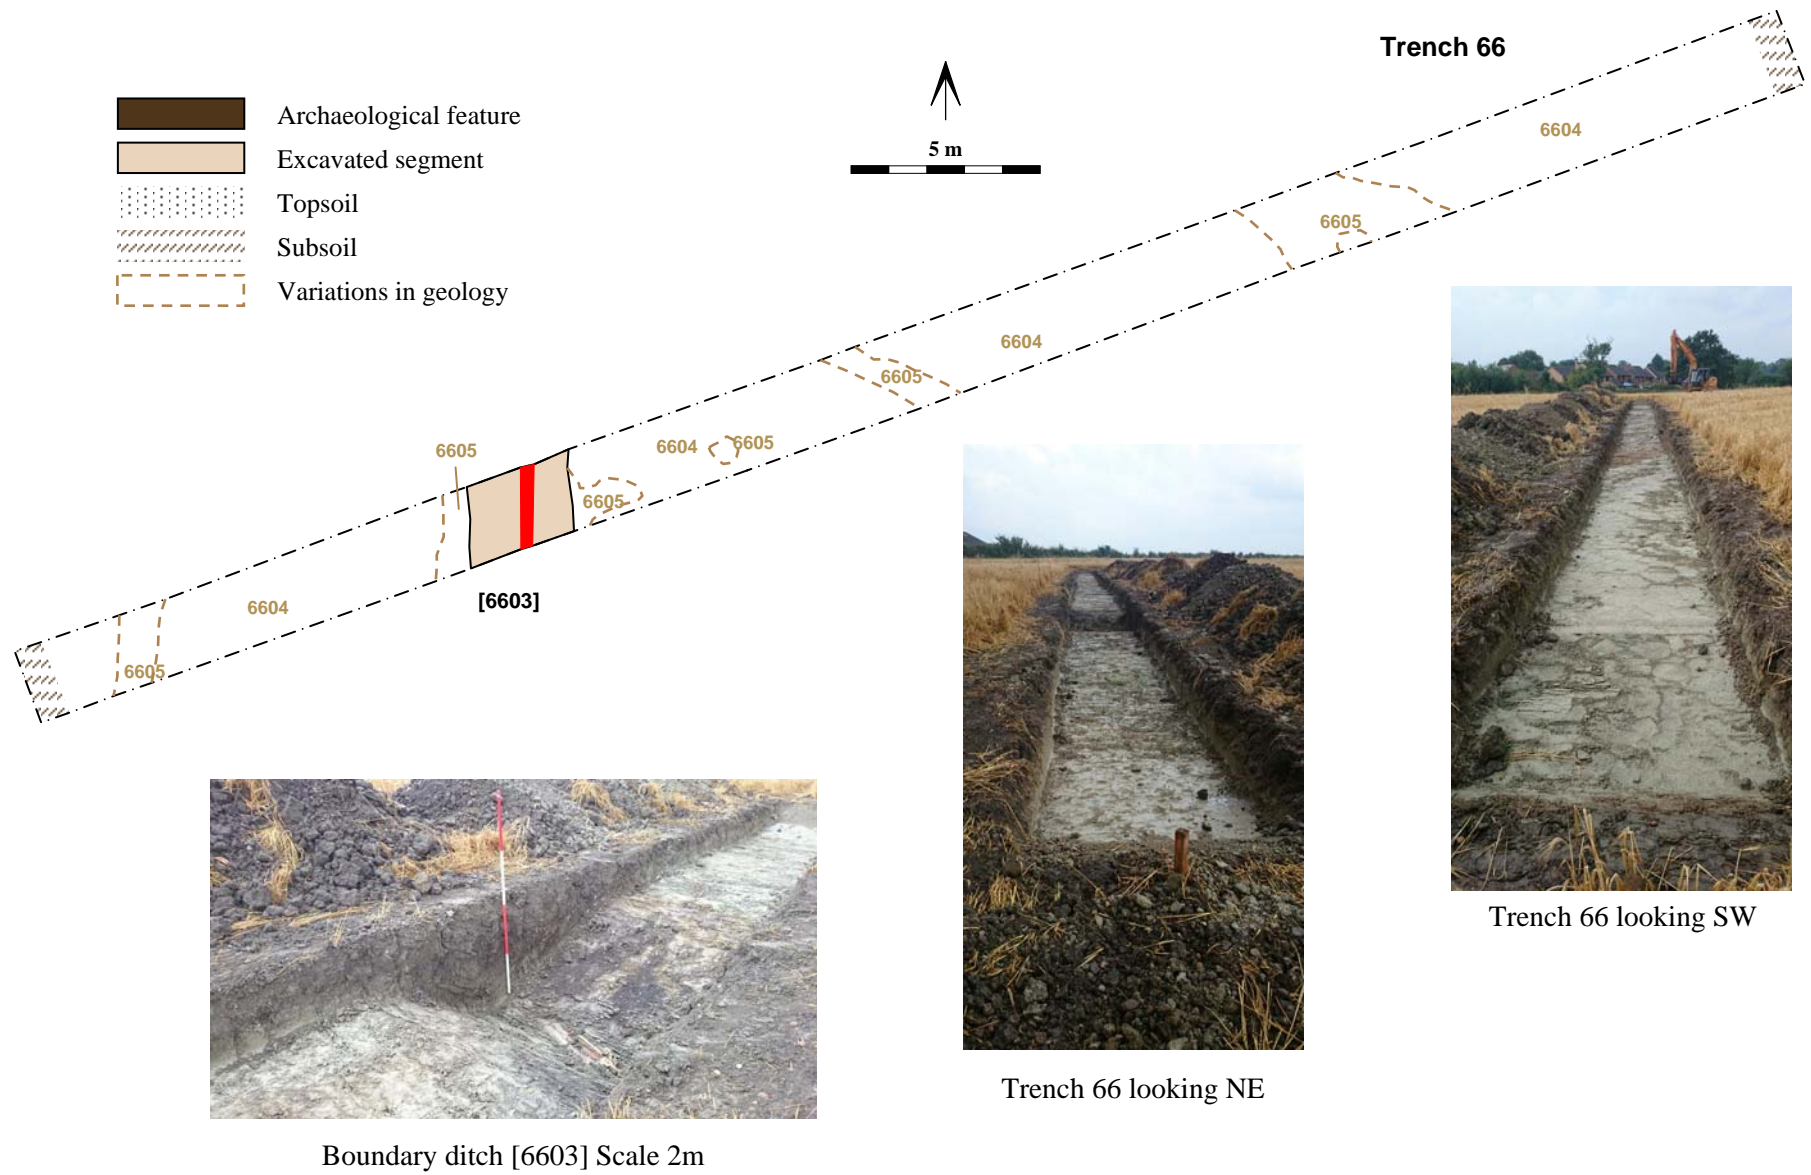 Trench 66
Archaeological feature
Excavated segment
Topsoil
Subsoil
Variations in geology
5 m
6604
6605
6604
6605
6604
6605
6605
6605
[6603]
6604
6605
Trench 66 looking SW
Trench 66 looking NE
Boundary ditch [6603] Scale 2m